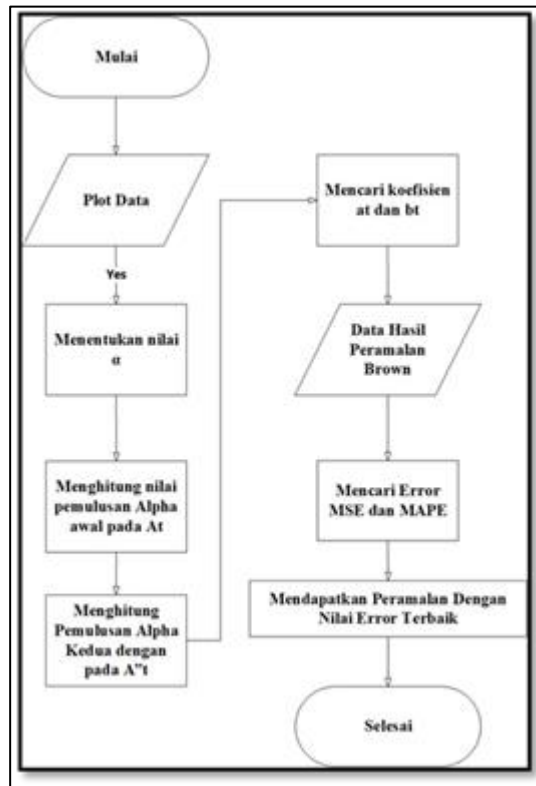 Mulai
Plot Data
Yes
Menentukan nilai
α
Menghitung nilai
pemulusan Alpha
awal pada At
Menghitung
Pemulusan Alpha
Kedua dengan
pada A"t
Mencari koefisien
at dan bt
Data Hasil
Peramalan
Brown
Mencari Error
MSE dan MAPE
Mendapatkan Peramalan Dengan
Nilai Error Terbaik
Selesai